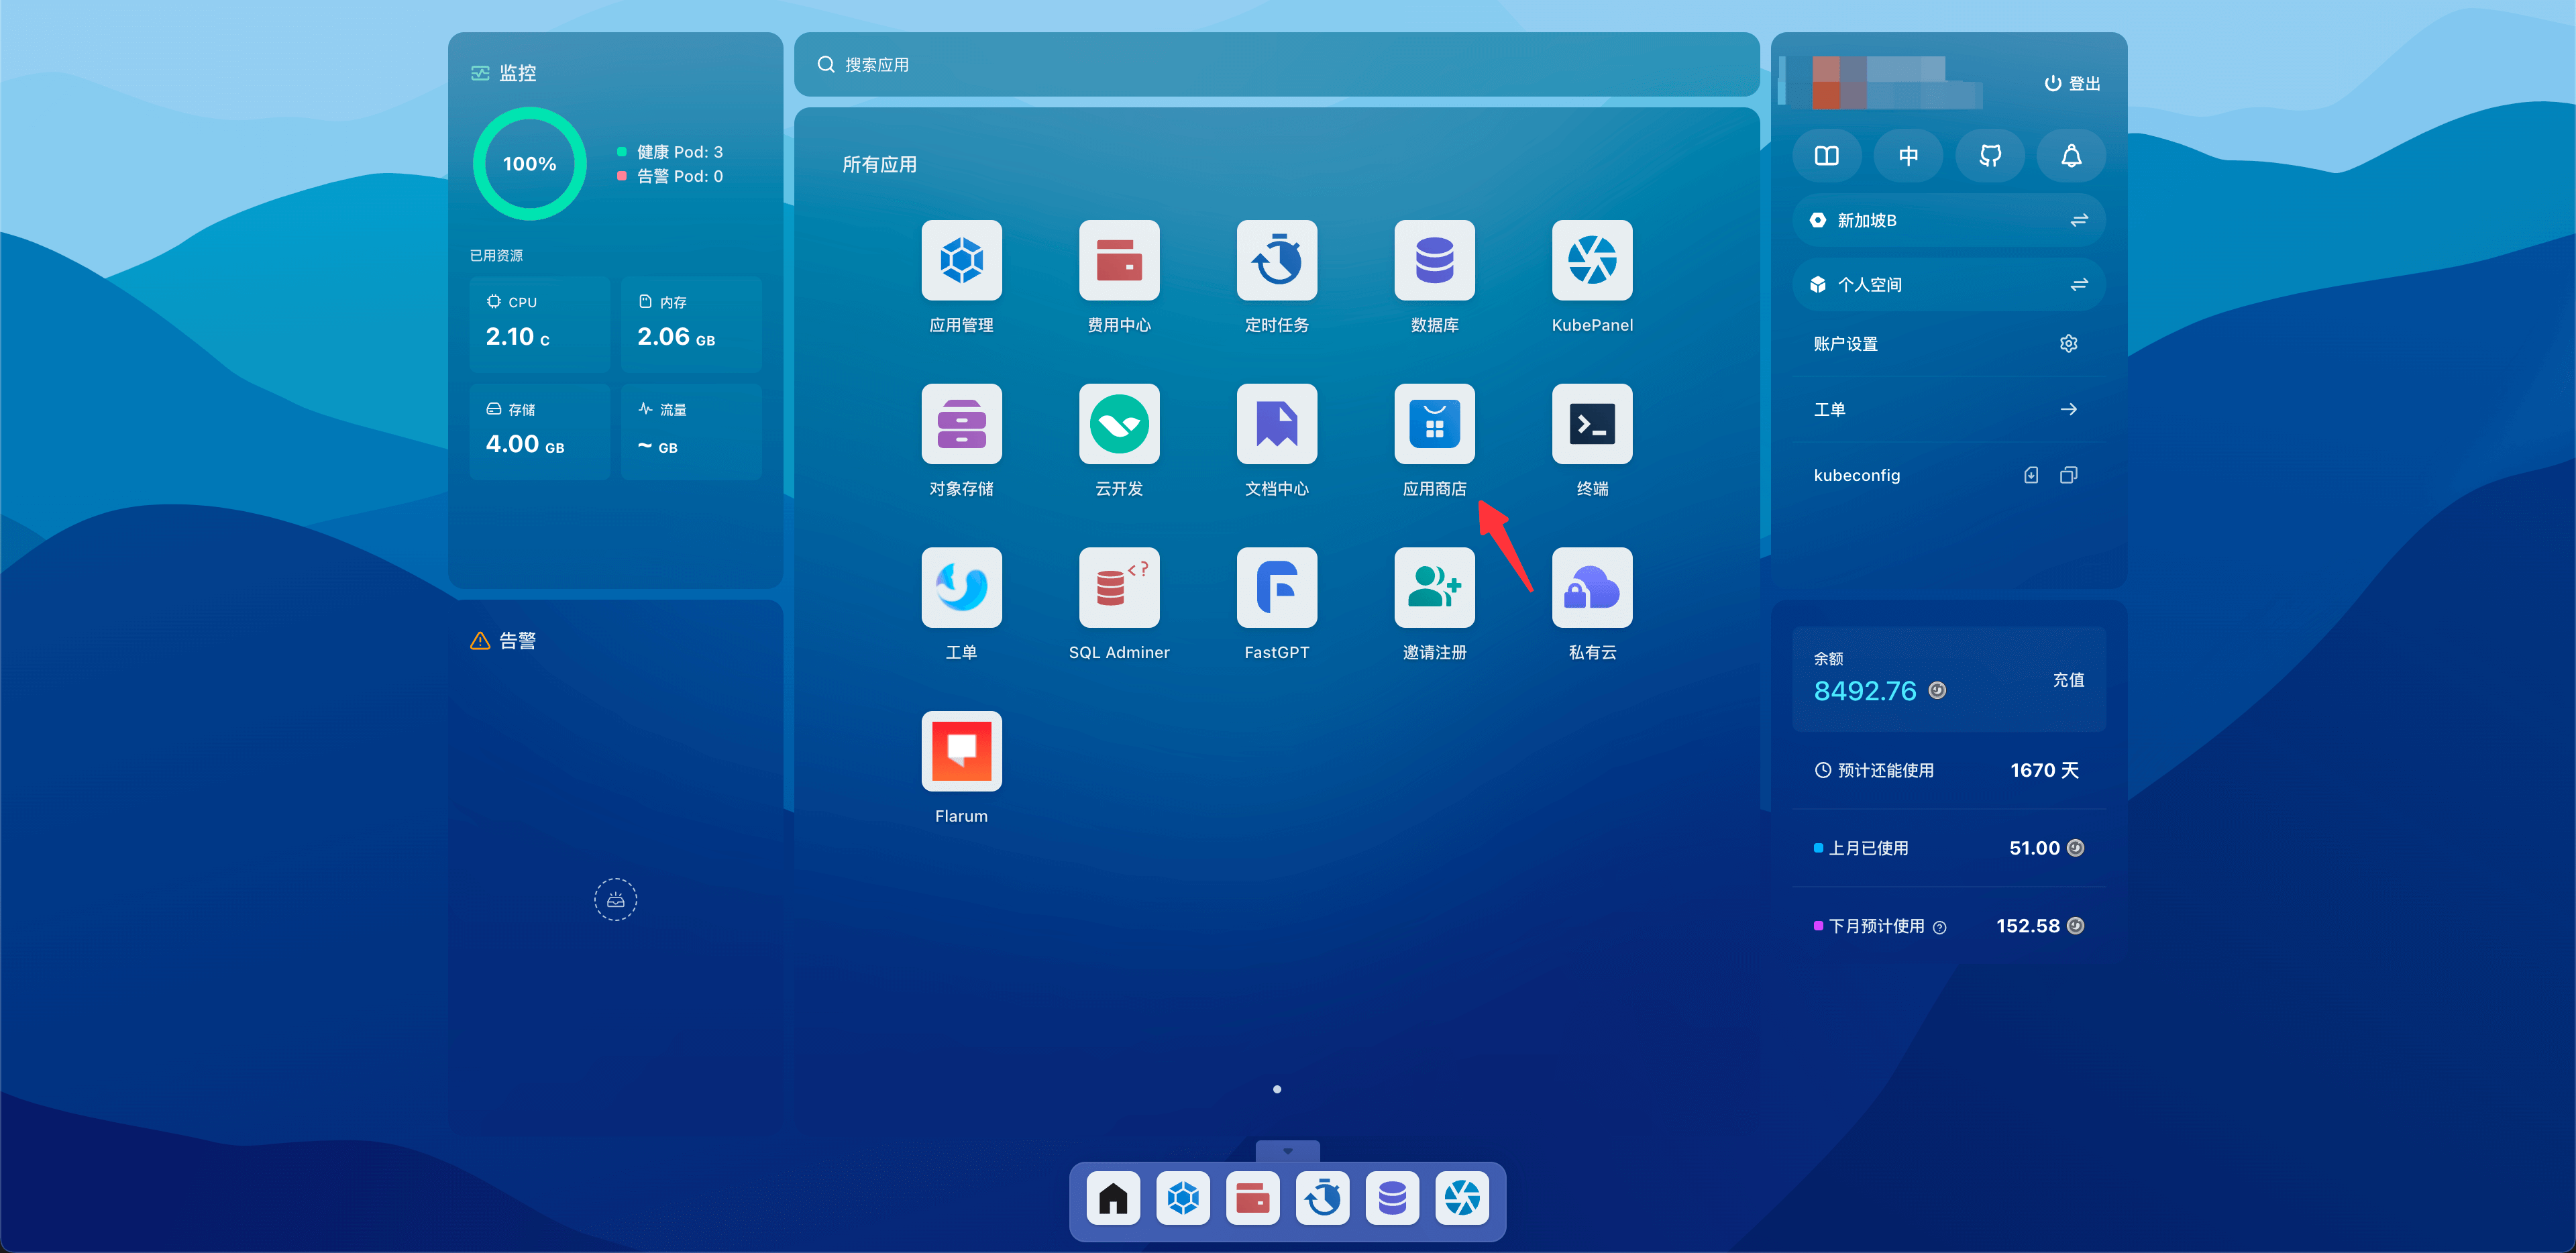 监控
100%
健康 Pod: 3
告警 Pod: 0
已用资源
CPU
2.10 C
内存
2.06 GB
存储
4.00 GB
流量
~ GB
告警
搜索应用
所有应用
应用管理
费用中心
定时任务
数据库
KubePanel
对象存储
云开发
文档中心
应用商店
终端
工单
SQL Adminer
FastGPT
邀请注册
私有云
Flarum
登出
中
新加坡B
个人空间
账户设置
工单
kubeconfig
余额
8492.76
充值
预计还能使用 1670 天
上月已使用 51.00
下月预计使用 152.58